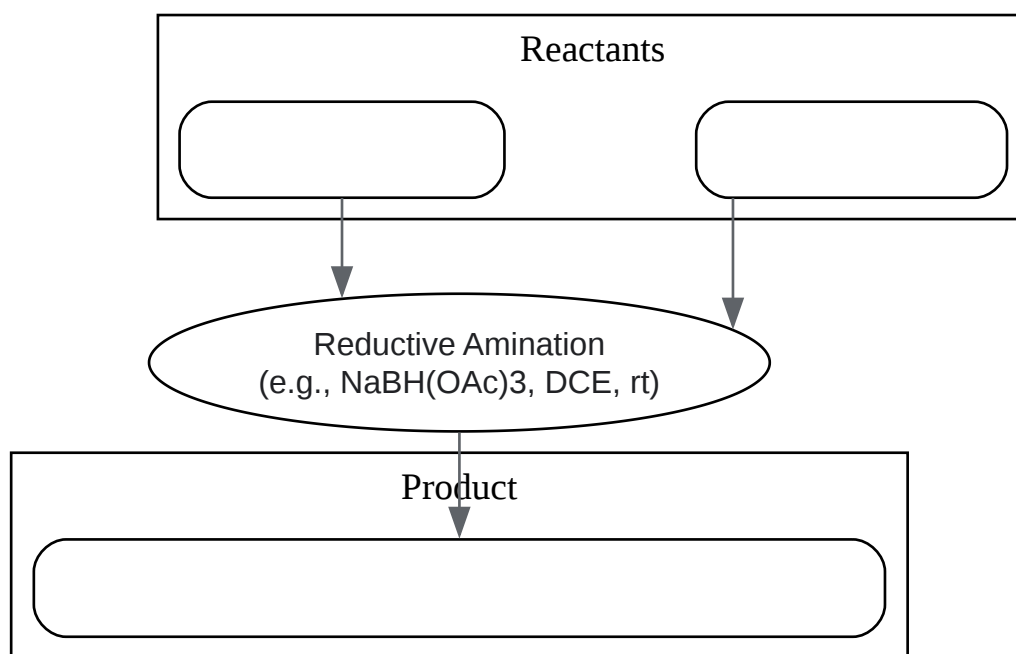 Reactants
Reductive Amination
(e.g., NaBH(OAc)3, DCE, rt)
Product